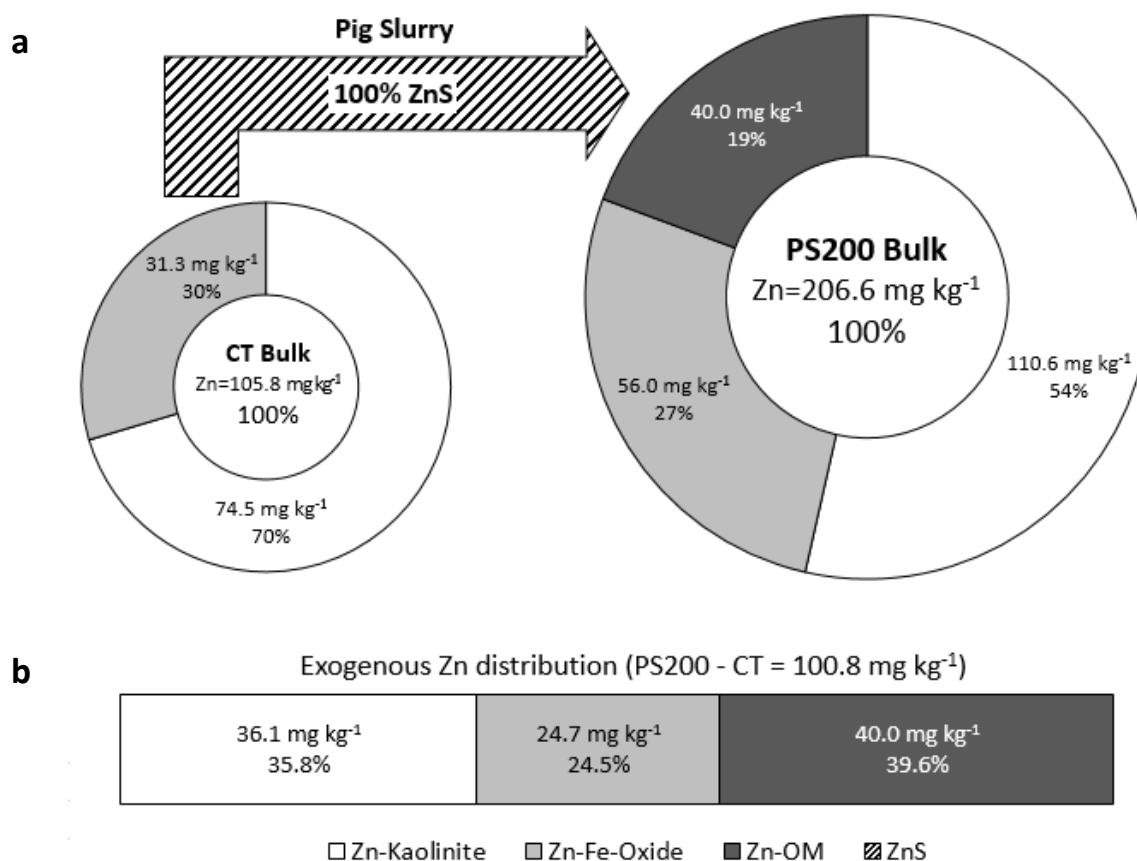 a
Pig Slurry
100% ZnS
40.0 mg kg⁻¹
19%
31.3 mg kg⁻¹
30%
PS200 Bulk
Zn=206.6 mg kg⁻¹
100%
CT Bulk
Zn=105.8 mgkg⁻¹
100%
56.0 mg kg⁻¹
27%
110.6 mg kg⁻¹
54%
74.5 mg kg⁻¹
70%
b
Exogenous Zn distribution (PS200 - CT = 100.8 mg kg⁻¹)
36.1 mg kg⁻¹
35.8%
24.7 mg kg⁻¹
24.5%
40.0 mg kg⁻¹
39.6%
Zn-Kaolinite Zn-Fe-Oxide Zn-OM ZnS